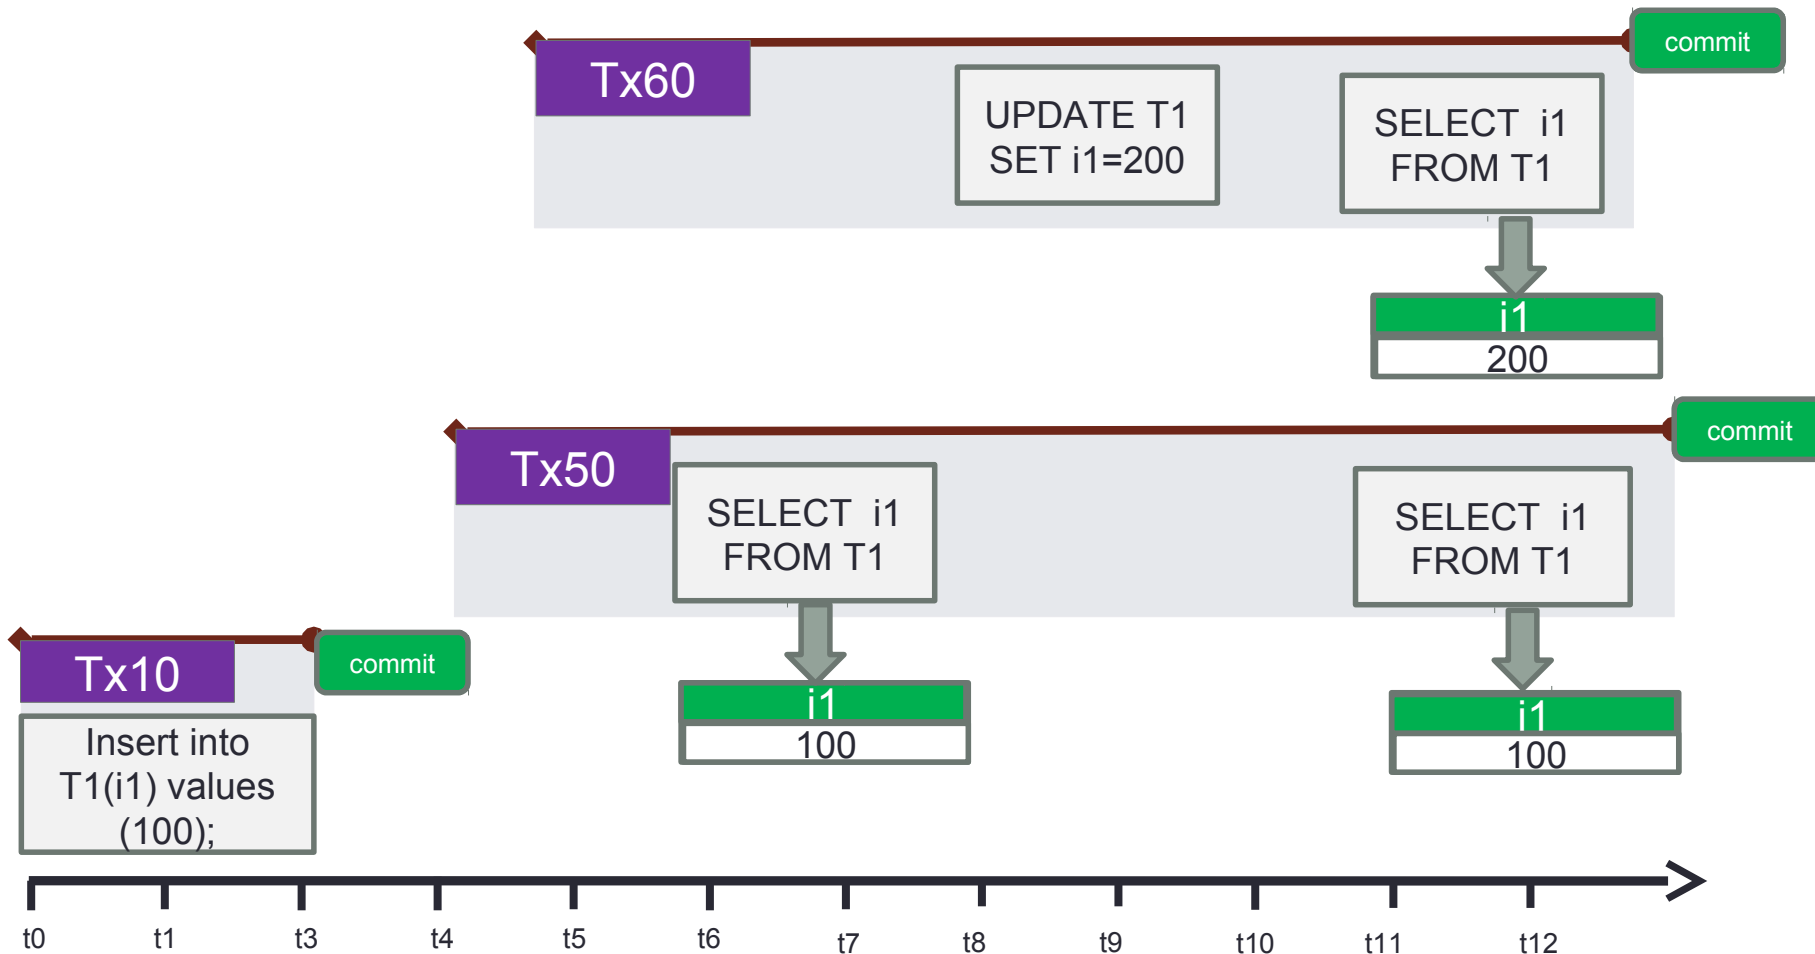 commit
Tx60
UPDATE T1
SET i1=200
SELECT i1
FROM T1
i1
200
commit
Tx50
SELECT i1
FROM T1
SELECT i1
FROM T1
i1
100
i1
100
Tx10
commit
Insert into
T1(i1) values
(100);
t0 t1 t3 t4 t5 t6 t7 t8 t9 t10 t11 t12